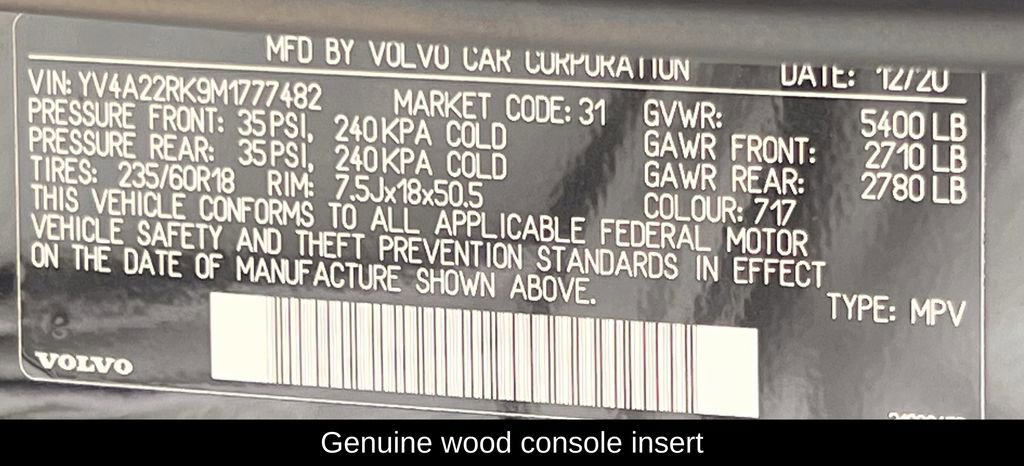 MFD BY VOLVO CAR CORPORATION DATE: 12/20
VIN: YV4A22RK9M1777482 MARKET CODE: 31 GVWR: 5400 LB
PRESSURE FRONT: 35PSI, 240KPA COLD GAWR FRONT: 2710 LB
PRESSURE REAR: 35PSI, 240KPA COLD GAWR REAR: 2780 LB
TIRES: 235/60R18 RIM: 7.5Jx18x50.5 COLOUR: 717
THIS VEHICLE CONFORMS TO ALL APPLICABLE FEDERAL MOTOR
VEHICLE SAFETY AND THEFT PREVENTION STANDARDS IN EFFECT
ON THE DATE OF MANUFACTURE SHOWN ABOVE.
TYPE: MPV
VOLVO
Genuine wood console insert